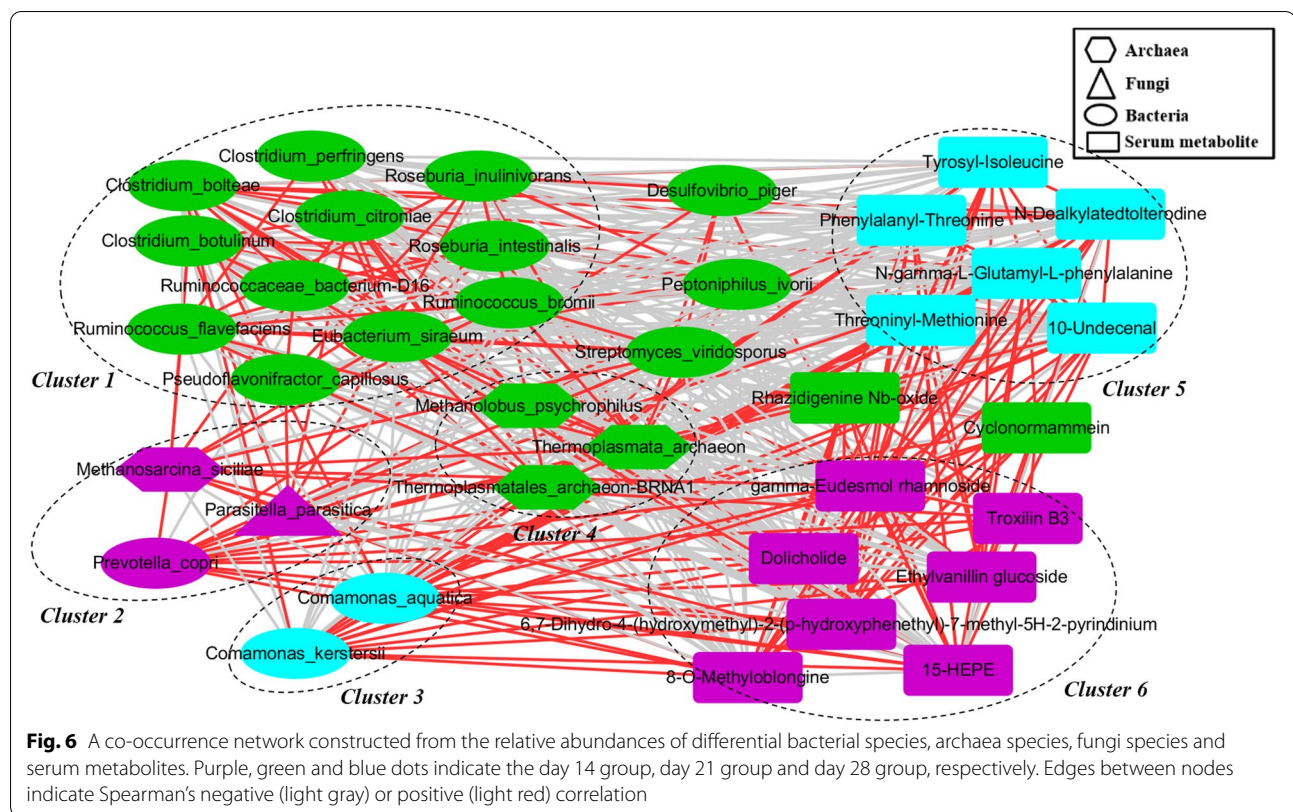 Archaea
Fungi
Bacteria
Serum metabolite
Clostridium_perfringens
Clostridium_bolteae
Roseburia_inulinivorans
Clostridium_citroniae
Clostridium_botulinum
Roseburia_intestinalis
Ruminococcaceae_bacterium-D16
Ruminococcus_bromii
Ruminococcus_flavefaciens
Eubacterium_siraeum
Pseudoflavonifractor_capillosus
Cluster 1
Desulfovibrio_piger
Peptoniphilus_ivorii
Streptomyces_viridosporus
Tyrosyl-Isoleucine
Phenylalanyl-Threonine
N-Dealkylatedtolterodine
N-gamma-L-Glutamyl-L-phenylalanine
Threoninyl-Methionine
10-Undecenal
Cluster 5
Methanolobus_psychrophilus
Thermoplasmata_archaeon
Thermoplasmatales_archaeon-BRNA1
Cluster 4
Rhazidigenine Nb-oxide
Cyclonormammein
Methanosarcina_siciliae
Parasitella_parasitica
Prevotella_copri
Cluster 2
Comamonas_aquatica
Comamonas_kerstersii
Cluster 3
gamma-Eudesmol rhamnoside
Troxilin B3
Dolicholide
Ethylvanillin glucoside
6,7-Dihydro-4-(hydroxymethyl)-2-(p-hydroxyphenethyl)-7-methyl-5H-2-pyrindinium
8-O-Methyloblongine
15-HEPE
Cluster 6
Fig. 6 A co-occurrence network constructed from the relative abundances of differential bacterial species, archaea species, fungi species and
serum metabolites. Purple, green and blue dots indicate the day 14 group, day 21 group and day 28 group, respectively. Edges between nodes
indicate Spearman's negative (light gray) or positive (light red) correlation